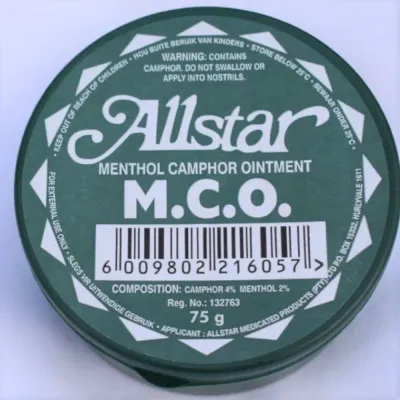 • KEEP OUT OF REACH OF CHILDREN • HOU BUITE BERUIK VAN KINDERS • STORE BELOW 25°C • BEWAAR ONDER 25°C •
WARNING: CONTAINS
CAMPHOR. DO NOT SWALLOW OR
APPLY INTO NOSTRILS.
Allstar
MENTHOL CAMPHOR OINTMENT
M.C.O.
6 009802 216057 >
COMPOSITION: CAMPHOR 4% MENTHOL 2%
Reg. No.: 132763
75 g
FOR EXTERNAL USE ONLY • SLEGS VIR UITWENDIGE GEBRUIK • APPLICANT : ALLSTAR MEDICATED PRODUCTS (PTY) LTD P.O. BOX 15332, HURLYVALE 1611